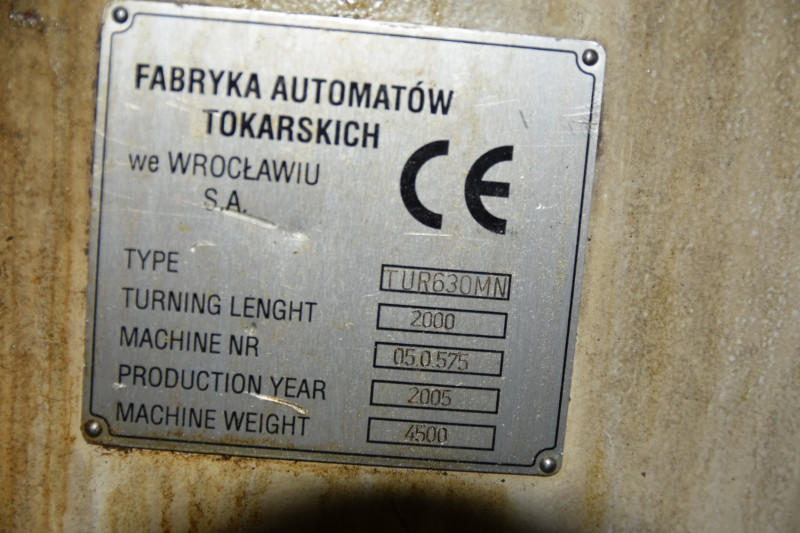 FABRYKA AUTOMATÓW
TOKARSKICH
we WROCŁAWIU
S.A.
CE
TYPE TUR630MN
TURNING LENGHT 2000
MACHINE NR 05.0.575
PRODUCTION YEAR 2005
MACHINE WEIGHT 4500